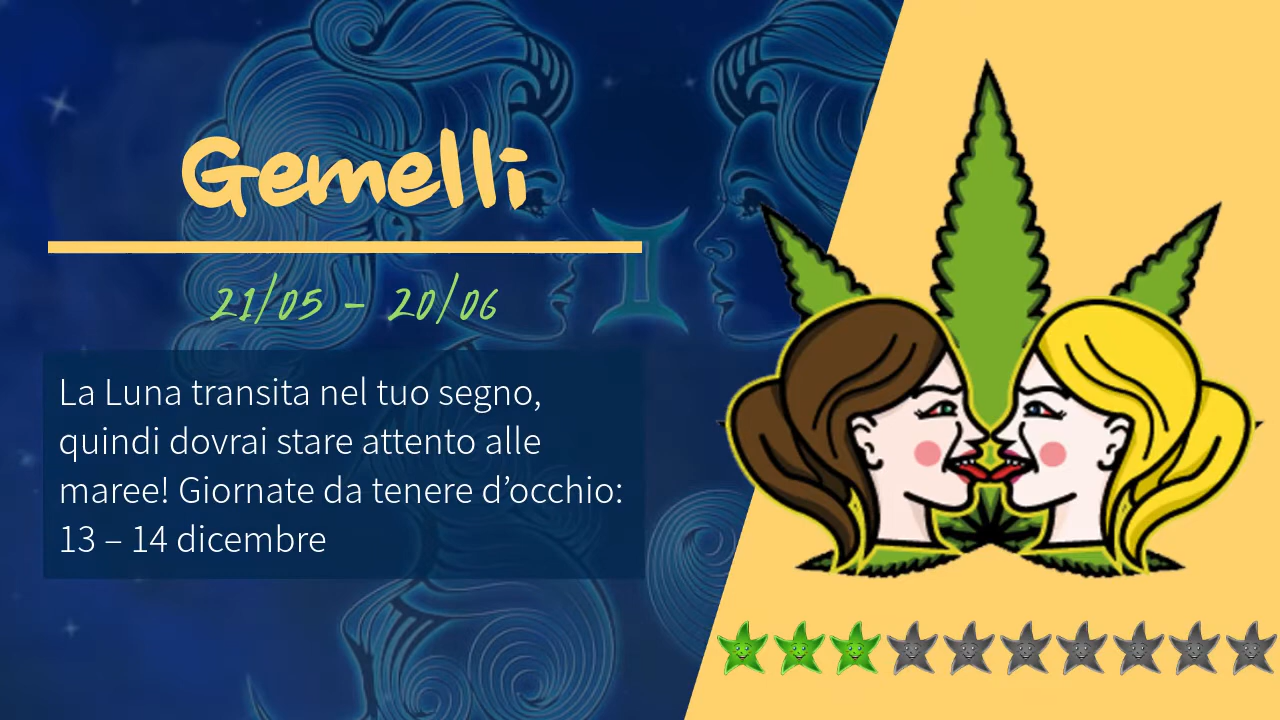 Gemelli
21/05 – 20/06
La Luna transita nel tuo segno,
quindi dovrai stare attento alle
maree! Giornate da tenere d’occhio:
13 – 14 dicembre